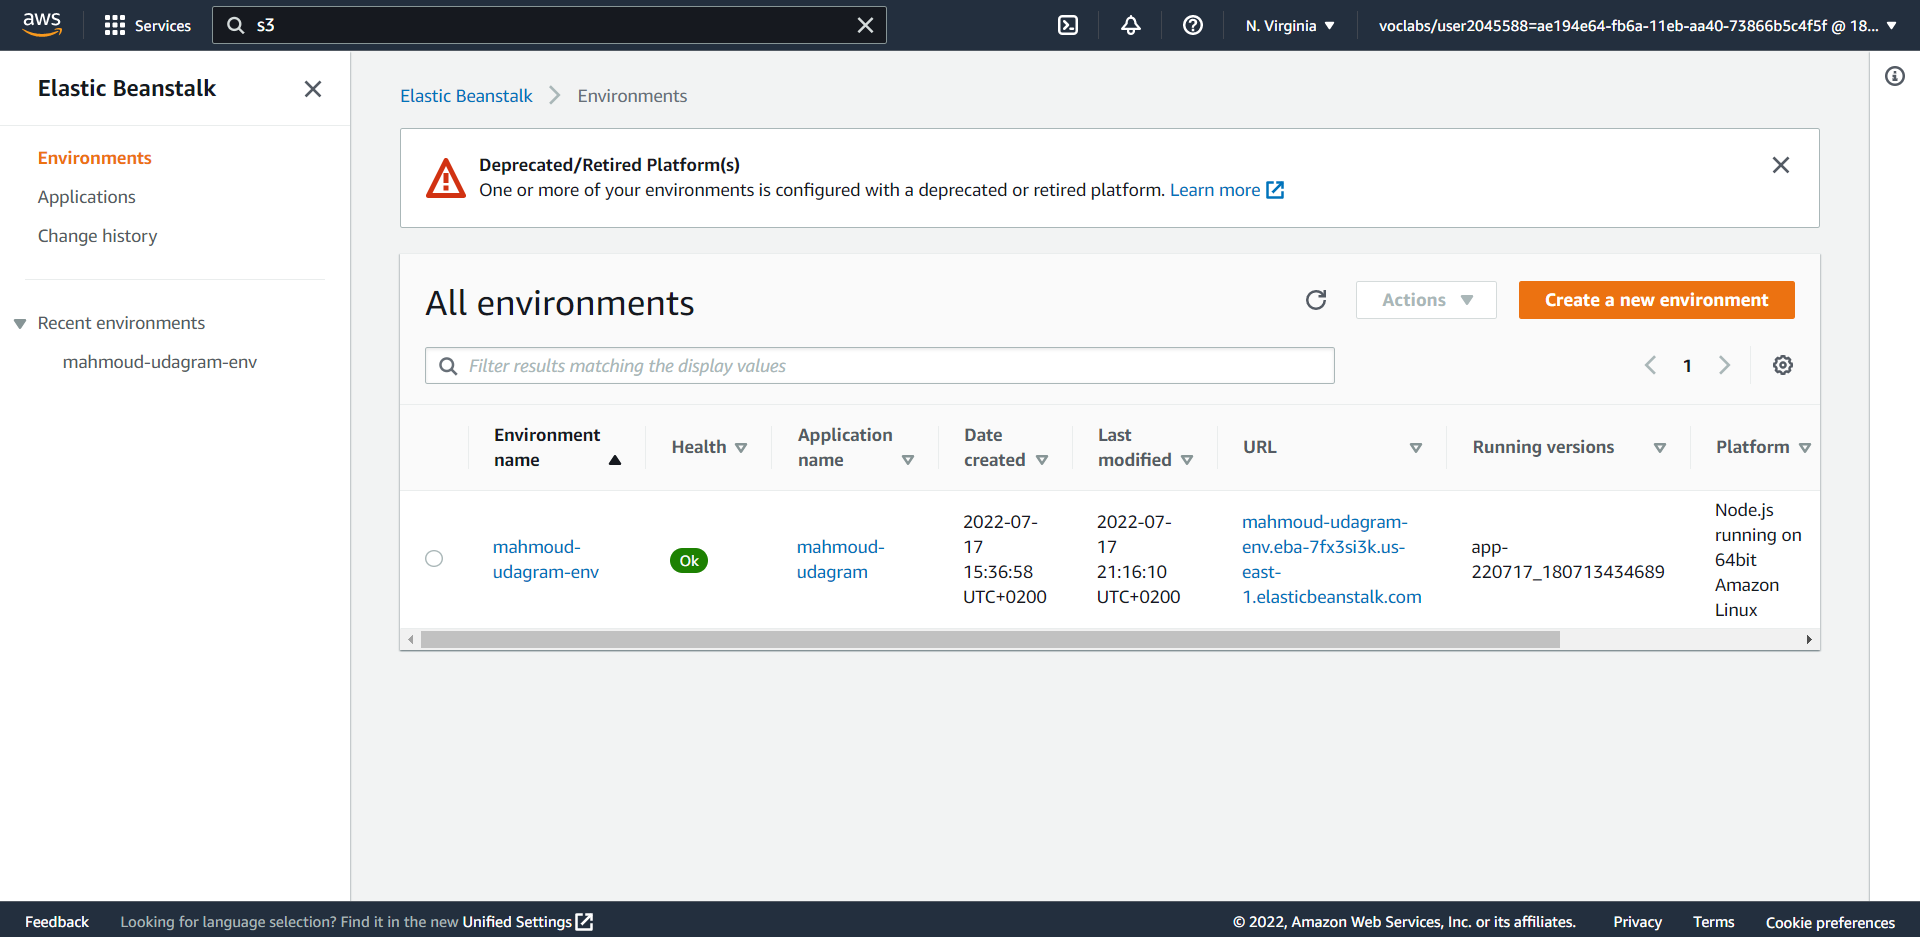 aws
Services
s3
N. Virginia
voclabs/user2045588=ae194e64-fb6a-11eb-aa40-73866b5c4f5f @ 18...
Elastic Beanstalk
Environments
Applications
Change history
Recent environments
mahmoud-udagram-env
Elastic Beanstalk
Environments
Deprecated/Retired Platform(s)
One or more of your environments is configured with a deprecated or retired platform. Learn more
All environments
Actions
Create a new environment
Filter results matching the display values
1
Environment
name
Health
Application
name
Date
created
Last
modified
URL
Running versions
Platform
mahmoud-
udagram-env
Ok
mahmoud-
udagram
2022-07-
17
15:36:58
UTC+0200
2022-07-
17
21:16:10
UTC+0200
mahmoud-udagram-
env.eba-7fx3si3k.us-
east-
1.elasticbeanstalk.com
app-
220717_180713434689
Node.js
running on
64bit
Amazon
Linux
Feedback
Looking for language selection? Find it in the new Unified Settings
© 2022, Amazon Web Services, Inc. or its affiliates.
Privacy
Terms
Cookie preferences